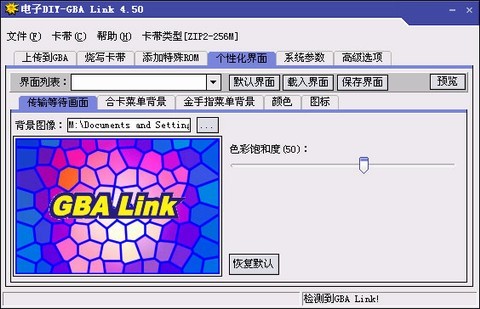 电子DIY-GBA Link 4.50
文件(F) 卡带(C) 帮助(H) 卡带类型[ZIP2-256M]
上传到GBA 烧写卡带 添加特殊ROM 个性化界面 系统参数 高级选项
界面列表: 默认界面 载入界面 保存界面 预览
传输等待画面 合卡菜单背景 金手指菜单背景 颜色 图标
背景图像: M:\Documents and Setting ...
色彩饱和度(50):
GBA Link
恢复默认
检测到GBA Link!